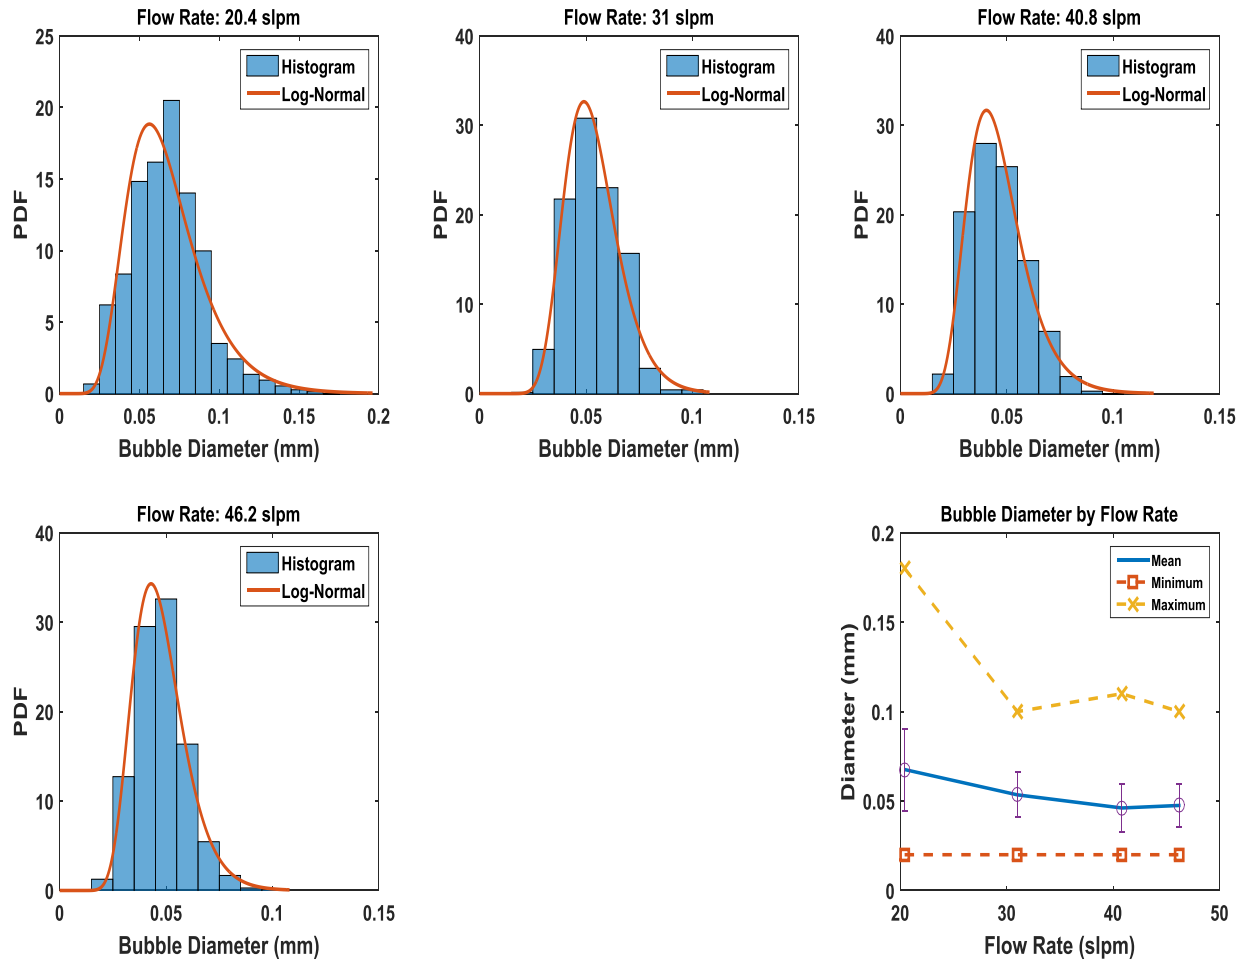 Flow Rate: 20.4 slpm
25
20
15
10
5
0
PDF
Histogram
Log-Normal
0 0.05 0.1 0.15 0.2
Bubble Diameter (mm)
Flow Rate: 31 slpm
40
30
20
10
0
PDF
Histogram
Log-Normal
0 0.05 0.1 0.15
Bubble Diameter (mm)
Flow Rate: 40.8 slpm
40
30
20
10
0
PDF
Histogram
Log-Normal
0 0.05 0.1 0.15
Bubble Diameter (mm)
Flow Rate: 46.2 slpm
40
30
20
10
0
PDF
Histogram
Log-Normal
0 0.05 0.1 0.15
Bubble Diameter (mm)
Bubble Diameter by Flow Rate
0.2
0.15
0.1
0.05
0
Diameter (mm)
Mean
Minimum
Maximum
20 30 40 50
Flow Rate (slpm)